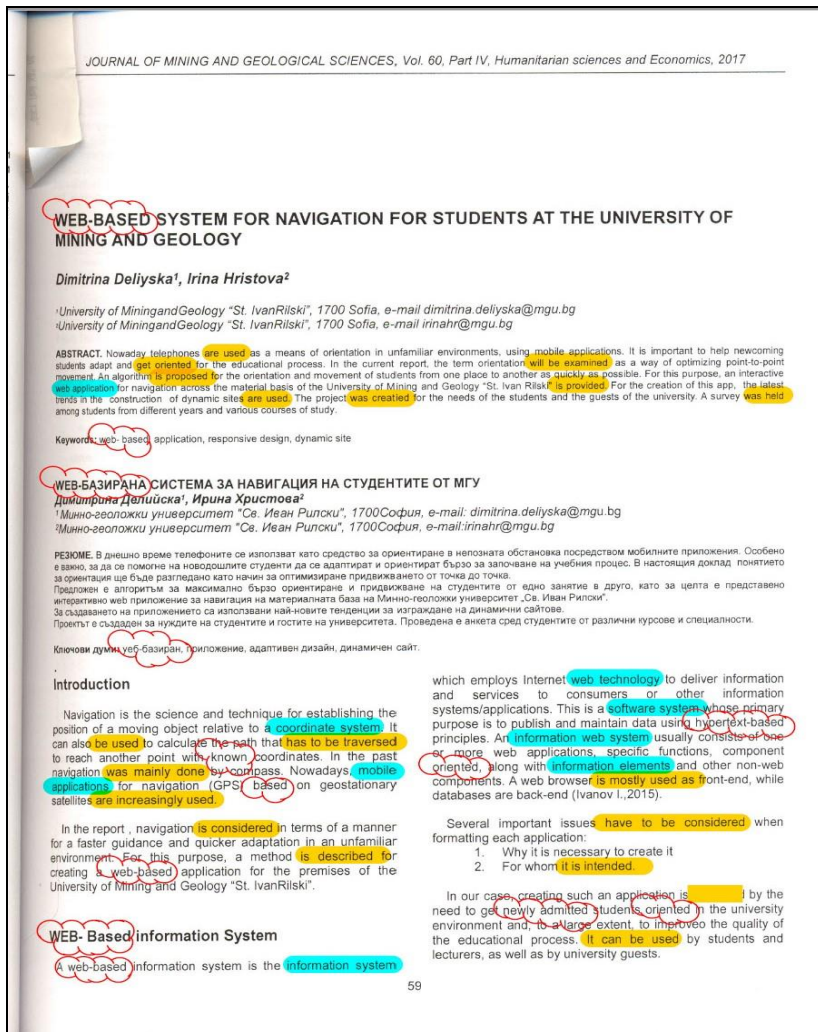 JOURNAL OF MINING AND GEOLOGICAL SCIENCES, Vol. 60, Part IV, Humanitarian sciences and Economics, 2017
WEB-BASED SYSTEM FOR NAVIGATION FOR STUDENTS AT THE UNIVERSITY OF
MINING AND GEOLOGY
Dimitrina Deliyska¹, Irina Hristova²
¹University of MiningandGeology "St. IvanRilski", 1700 Sofia, e-mail dimitrina.deliyska@mgu.bg
²University of MiningandGeology "St. IvanRilski", 1700 Sofia, e-mail irinahr@mgu.bg
ABSTRACT. Nowaday telephones are used as a means of orientation in unfamiliar environments, using mobile applications. It is important to help newcoming
students adapt and get oriented for the educational process. In the current report, the term orientation will be examined as a way of optimizing point-to-point
movement. An algorithm is proposed for the orientation and movement of students from one place to another as quickly as possible. For this purpose, an interactive
web application for navigation across the material basis of the University of Mining and Geology "St. Ivan Rilski" is provided. For the creation of this app, the latest
trends in the construction of dynamic sites are used. The project was creatied for the needs of the students and the guests of the university. A survey was held
among students from different years and various courses of study.
Keywords: web- based, application, responsive design, dynamic site
WEB-БАЗИРАНА СИСТЕМА ЗА НАВИГАЦИЯ НА СТУДЕНТИТЕ ОТ МГУ
Димитрина Делийска¹, Ирина Христова²
¹Минно-геоложки университет "Св. Иван Рилски", 1700София, e-mail: dimitrina.deliyska@mgu.bg
²Минно-геоложки университет "Св. Иван Рилски", 1700София, e-mail:irinahr@mgu.bg
РЕЗЮМЕ. В днешно време телефоните се използват като средство за ориентиране в непозната обстановка посредством мобилните приложения. Особено
е важно, за да се помогне на новодошлите студенти да се адаптират и ориентират бързо за започване на учебния процес. В настоящия доклад понятието
за ориентация ще бъде разгледано като начин за оптимизиране придвижването от точка до точка.
Предложен е алгоритъм за максимално бързо ориентиране и придвижване на студентите от едно занятие в друго, като за целта е представено
интерактивно web приложение за навигация на материалната база на Минно-геоложки университет „Св. Иван Рилски".
За създаването на приложението са използвани най-новите тенденции за изграждане на динамични сайтове.
Проектът е създаден за нуждите на студентите и гостите на университета. Проведена е анкета сред студентите от различни курсове и специалности.
Ключови думи: уеб-базиран, приложение, адаптивен дизайн, динамичен сайт.
Introduction
Navigation is the science and technique for establishing the
position of a moving object relative to a coordinate system. It
can also be used to calculate the path that has to be traversed
to reach another point with known coordinates. In the past
navigation was mainly done by compass. Nowadays, mobile
applications for navigation (GPS) based on geostationary
satellites are increasingly used.
In the report , navigation is considered in terms of a manner
for a faster guidance and quicker adaptation in an unfamiliar
environment. For this purpose, a method is described for
creating a web-based application for the premises of the
University of Mining and Geology "St. IvanRilski".
WEB- Based information System
A web-based information system is the information system
which employs Internet web technology to deliver information
and services to consumers or other information
systems/applications. This is a software system whose primary
purpose is to publish and maintain data using hypertext-based
principles. An information web system usually consists of one
or more web applications, specific functions, component
oriented, along with information elements and other non-web
components. A web browser is mostly used as front-end, while
databases are back-end (Ivanov I.,2015).
Several important issues have to be considered when
formatting each application:
1. Why it is necessary to create it
2. For whom it is intended.
In our case, creating such an application is by the
need to get newly admitted students oriented in the university
environment and, to a large extent, to improveo the quality of
the educational process. It can be used by students and
lecturers, as well as by university guests.
59